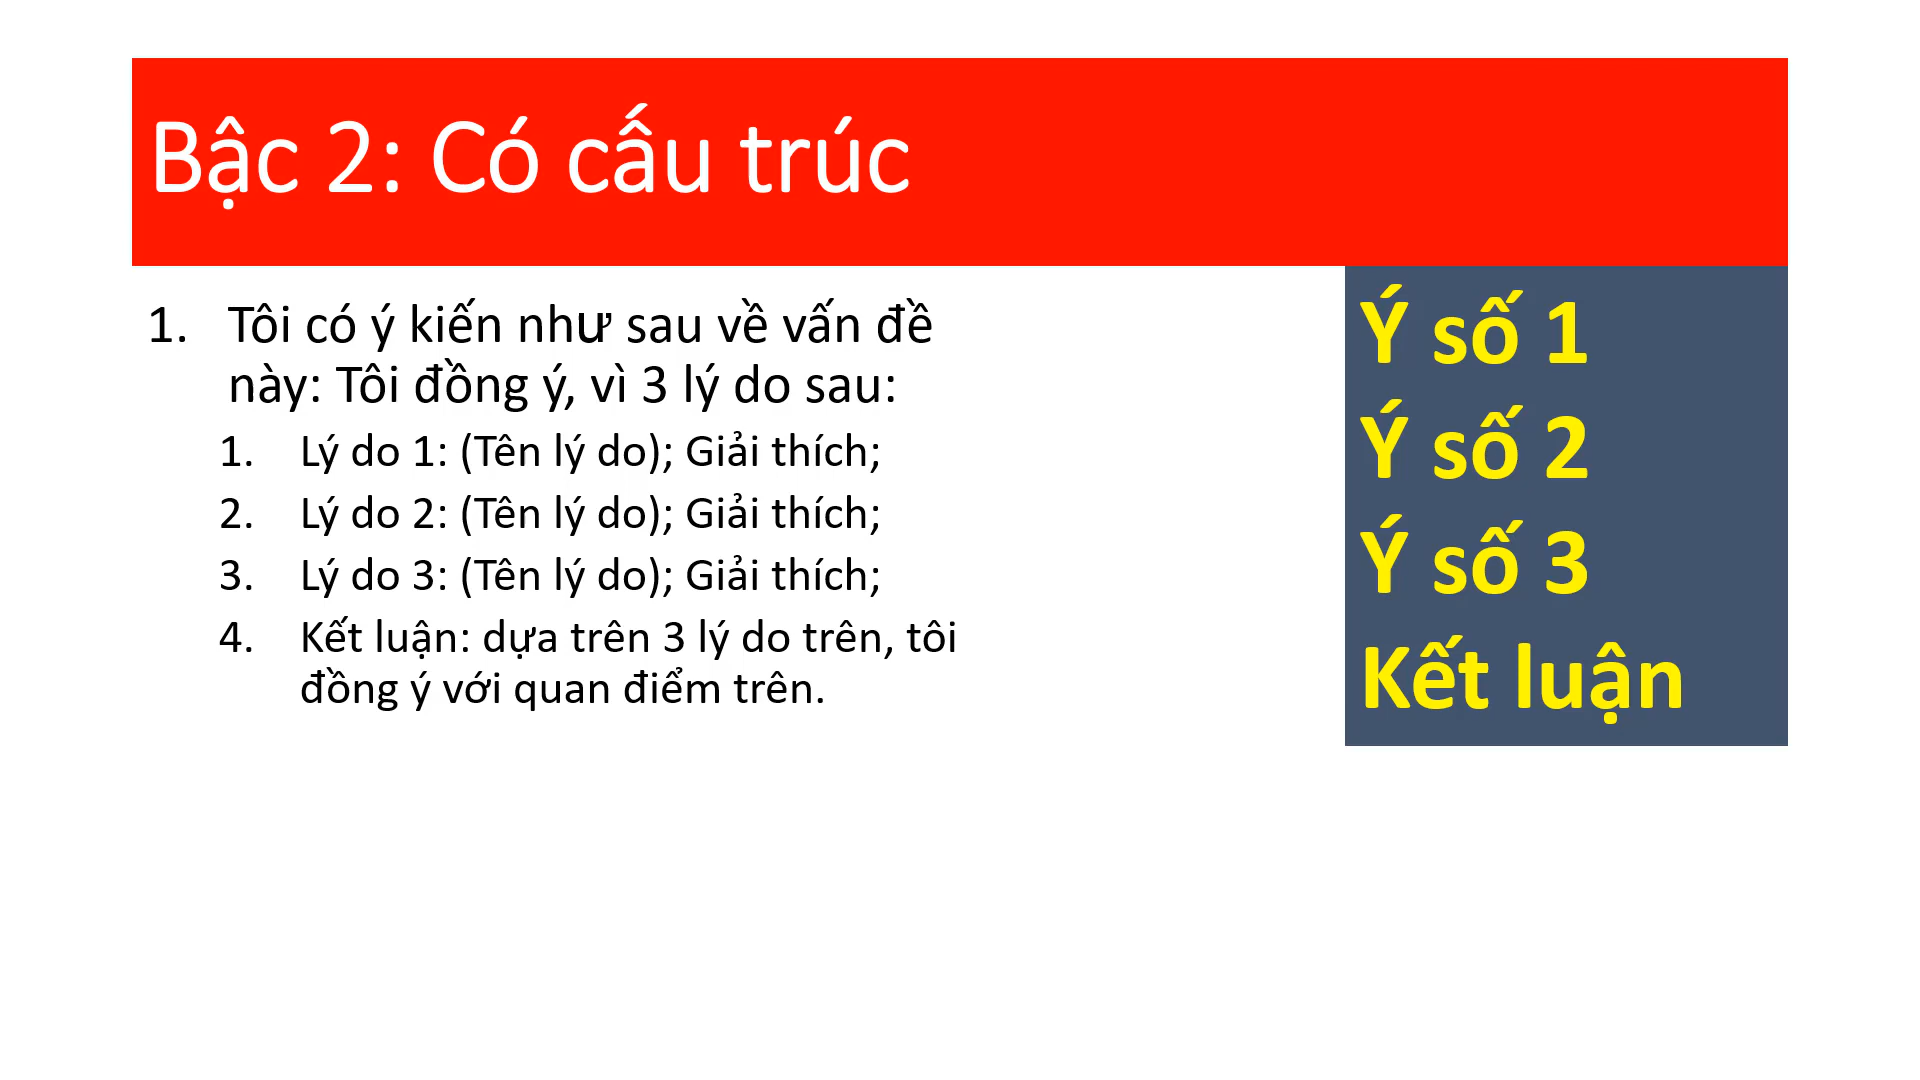 Bậc 2: Có cấu trúc
1. Tôi có ý kiến như sau về vấn đề
này: Tôi đồng ý, vì 3 lý do sau:
1. Lý do 1: (Tên lý do); Giải thích;
2. Lý do 2: (Tên lý do); Giải thích;
3. Lý do 3: (Tên lý do); Giải thích;
4. Kết luận: dựa trên 3 lý do trên, tôi
đồng ý với quan điểm trên.
Ý số 1
Ý số 2
Ý số 3
Kết luận